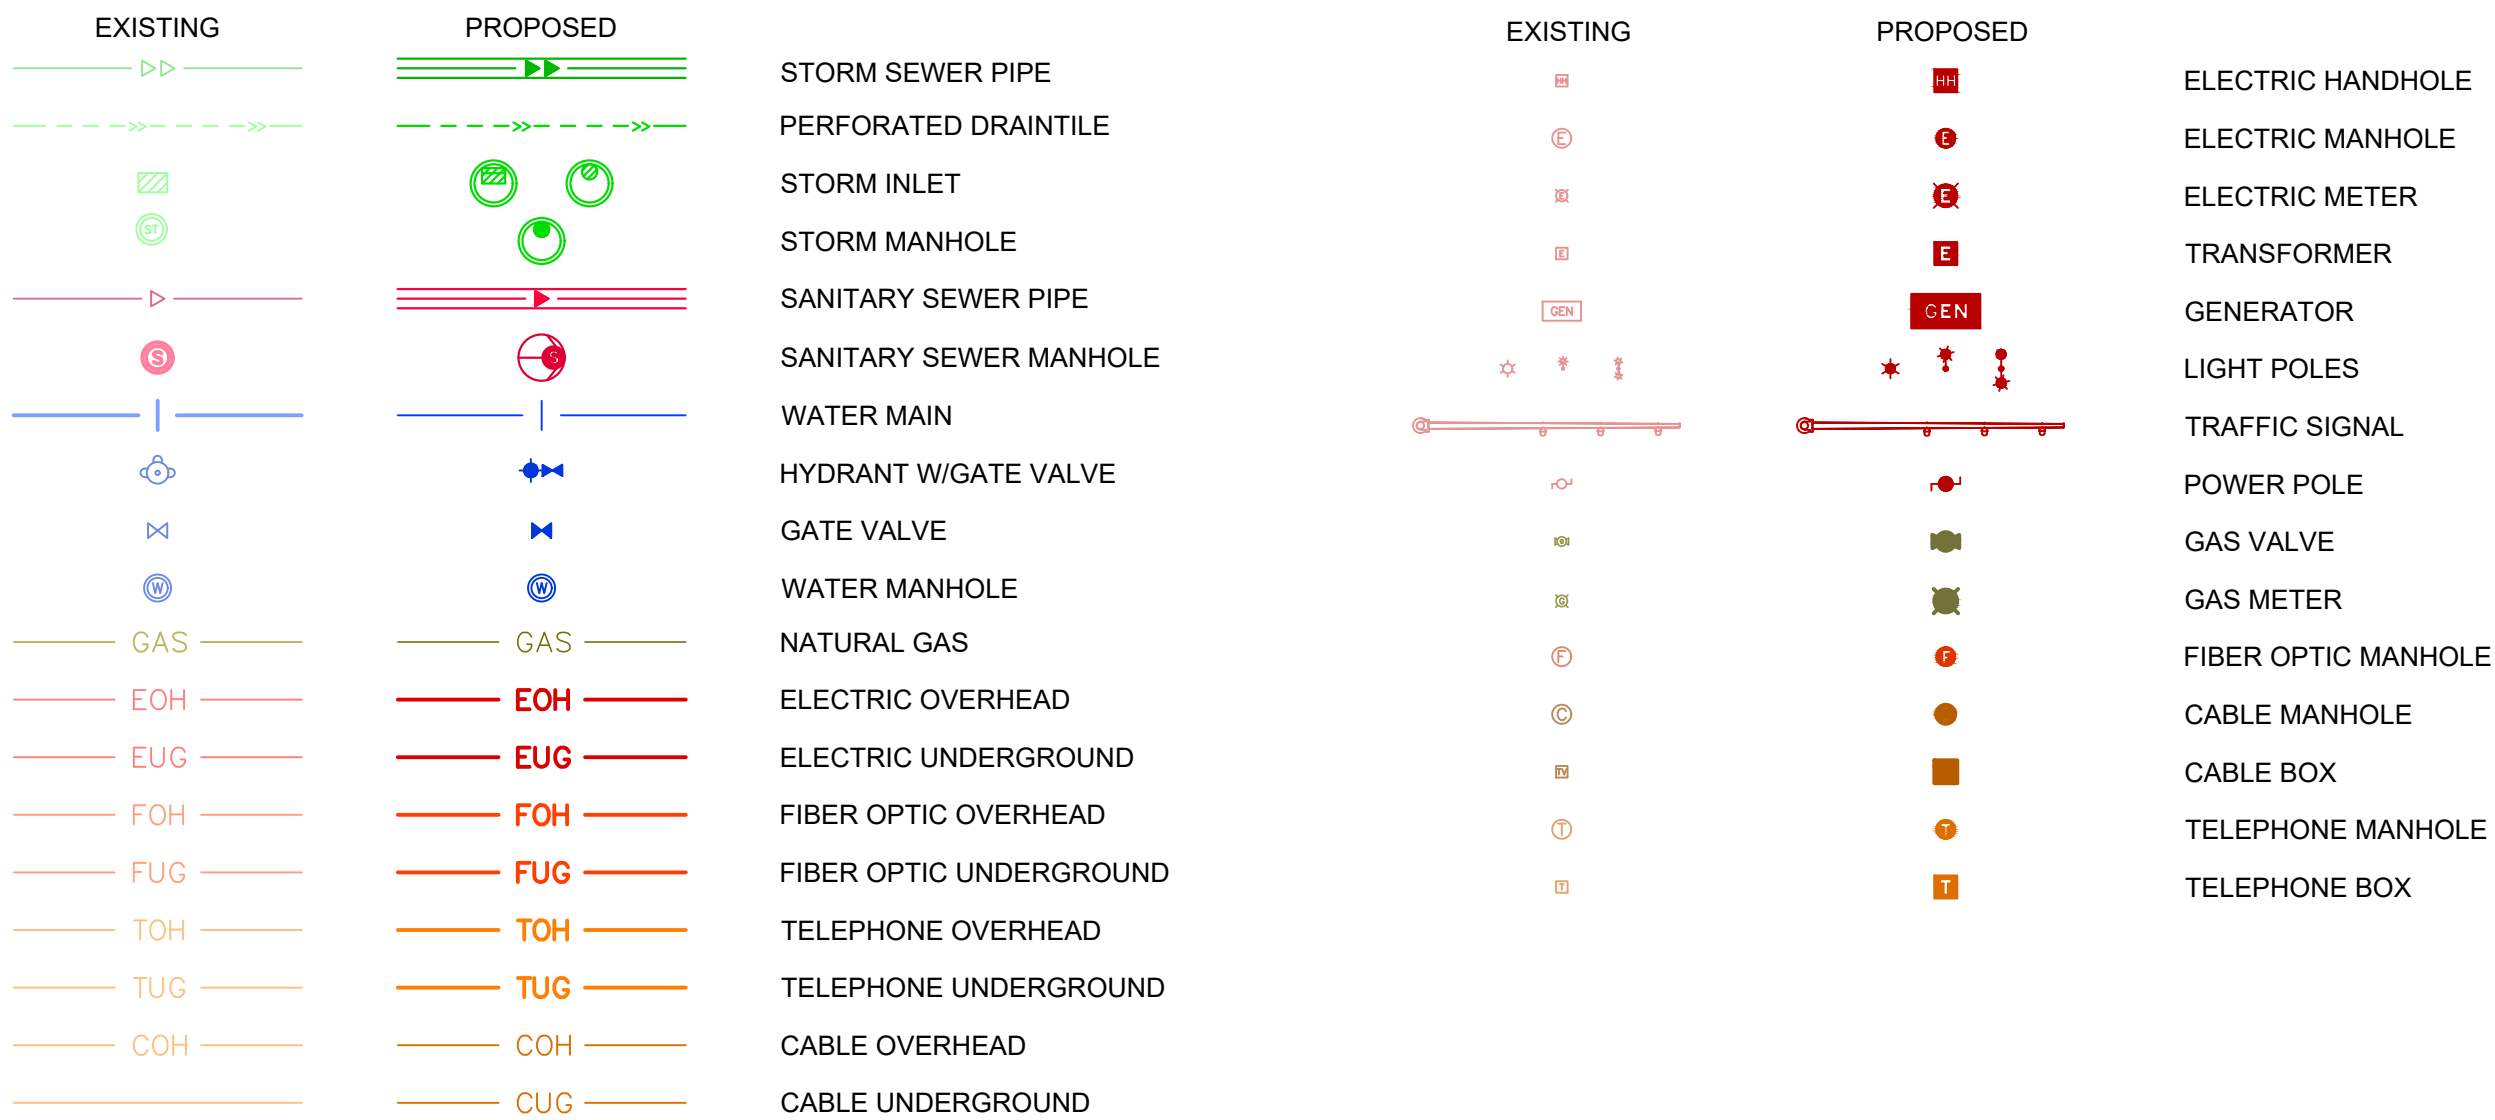 EXISTING PROPOSED
STORM SEWER PIPE
PERFORATED DRAINTILE
STORM INLET
ST STORM MANHOLE
SANITARY SEWER PIPE
S S SANITARY SEWER MANHOLE
WATER MAIN
HYDRANT W/GATE VALVE
GATE VALVE
W W WATER MANHOLE
GAS GAS NATURAL GAS
EOH EOH ELECTRIC OVERHEAD
EUG EUG ELECTRIC UNDERGROUND
FOH FOH FIBER OPTIC OVERHEAD
FUG FUG FIBER OPTIC UNDERGROUND
TOH TOH TELEPHONE OVERHEAD
TUG TUG TELEPHONE UNDERGROUND
COH COH CABLE OVERHEAD
CUG CABLE UNDERGROUND
EXISTING PROPOSED
HH HH ELECTRIC HANDHOLE
E E ELECTRIC MANHOLE
E E ELECTRIC METER
E E TRANSFORMER
GEN GEN GENERATOR
LIGHT POLES
TRAFFIC SIGNAL
POWER POLE
GAS VALVE
G GAS METER
F F FIBER OPTIC MANHOLE
C CABLE MANHOLE
TV CABLE BOX
T T TELEPHONE MANHOLE
T T TELEPHONE BOX